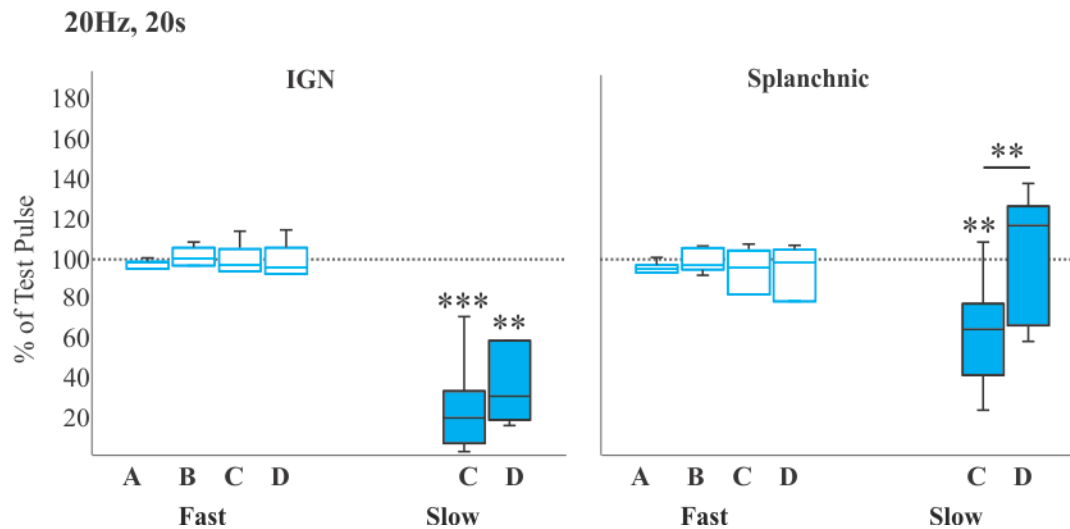 20Hz, 20s
IGN
Splanchnic
% of Test Pulse
180
160
140
120
100
80
60
40
20
***
**
**
**
A B C D C D
A B C D C D
Fast Slow
Fast Slow